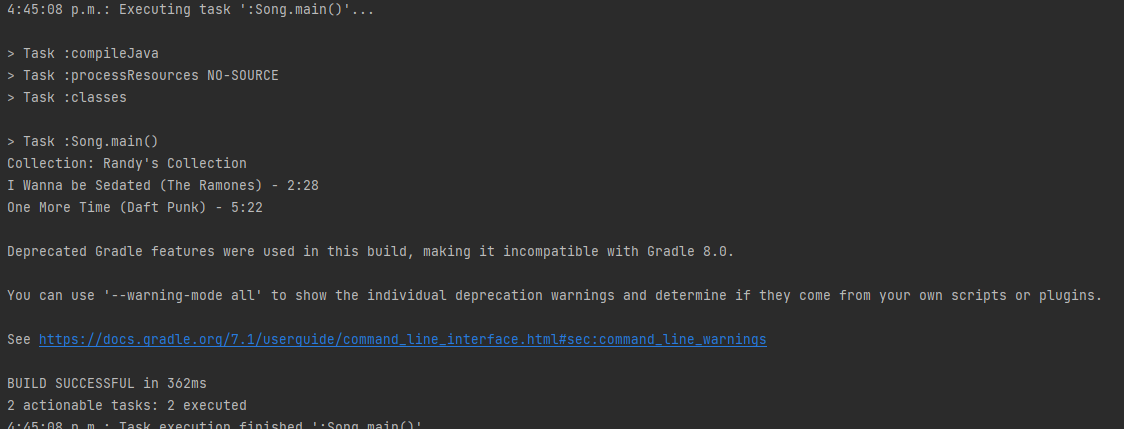 4:45:08 p.m.: Executing task ':Song.main()'...
> Task :compileJava
> Task :processResources NO-SOURCE
> Task :classes
> Task :Song.main()
Collection: Randy's Collection
I Wanna be Sedated (The Ramones) - 2:28
One More Time (Daft Punk) - 5:22
Deprecated Gradle features were used in this build, making it incompatible with Gradle 8.0.
You can use '--warning-mode all' to show the individual deprecation warnings and determine if they come from your own scripts or plugins.
See https://docs.gradle.org/7.1/userguide/command_line_interface.html#sec:command_line_warnings
BUILD SUCCESSFUL in 362ms
2 actionable tasks: 2 executed
4:45:08 p.m.: Task execution finished ':Song.main()'